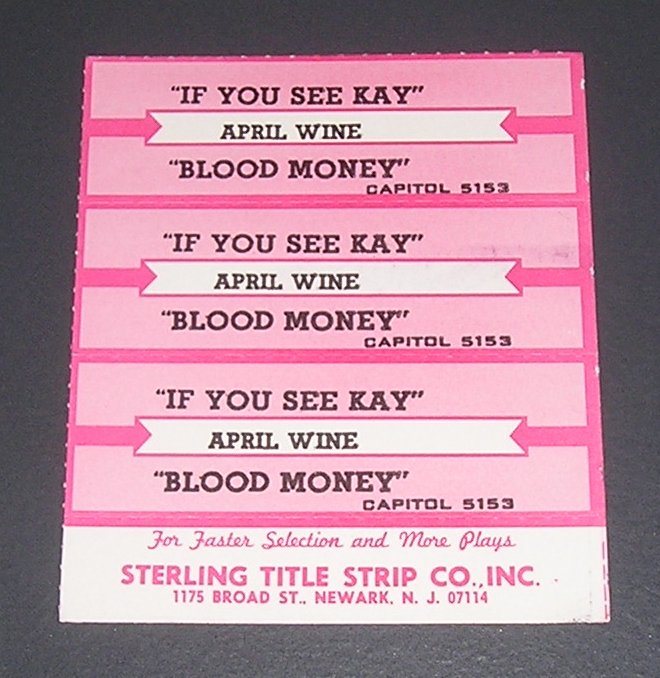 "IF YOU SEE KAY"
APRIL WINE
"BLOOD MONEY"
CAPITOL 5153
"IF YOU SEE KAY"
APRIL WINE
"BLOOD MONEY"
CAPITOL 5153
"IF YOU SEE KAY"
APRIL WINE
"BLOOD MONEY"
CAPITOL 5153
For Faster Selection and More Plays
STERLING TITLE STRIP CO., INC.
1175 BROAD ST., NEWARK, N. J. 07114